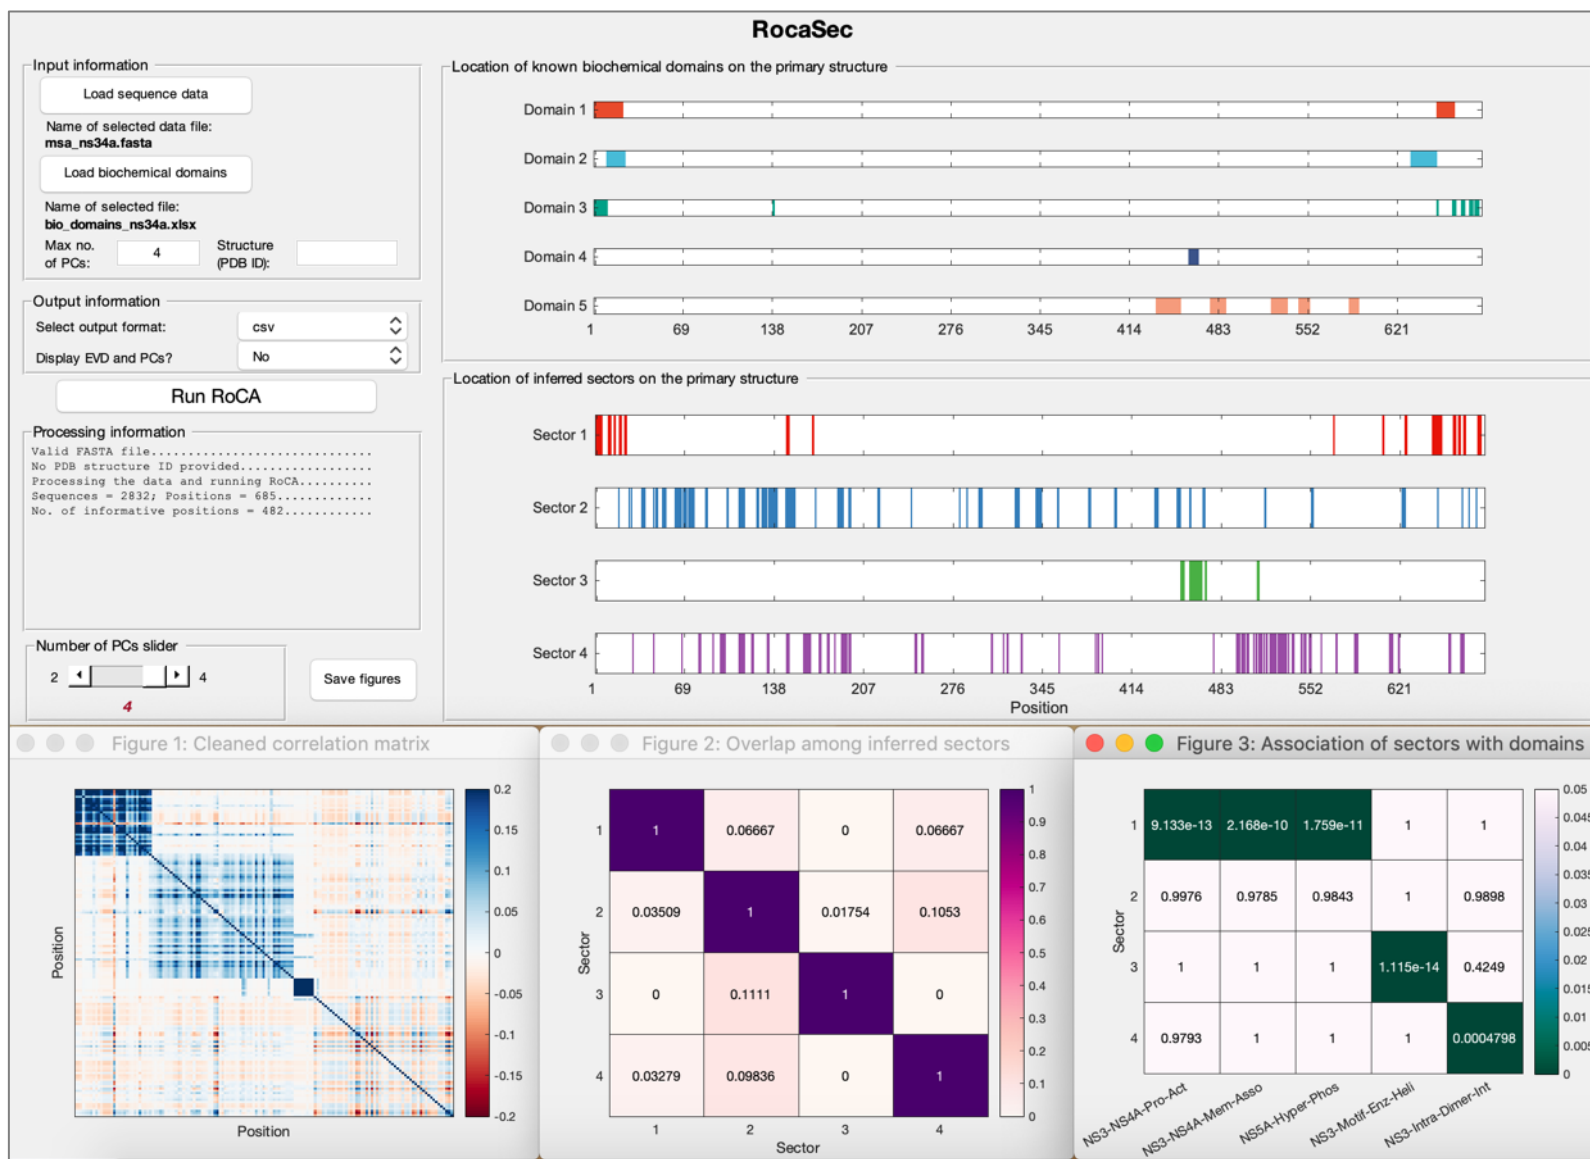 RocaSec
Input information
Load sequence data
Name of selected data file:
msa_ns34a.fasta
Load biochemical domains
Name of selected file:
bio_domains_ns34a.xlsx
Max no. of PCs:
4
Structure (PDB ID):
Output information
Select output format:
csv
Display EVD and PCs?
No
Run RoCA
Processing information
Valid FASTA file..............................
No PDB structure ID provided..................
Processing the data and running RoCA..........
Sequences = 2832; Positions = 685.............
No. of informative positions = 482............
Number of PCs slider
2
4
4
Save figures
Location of known biochemical domains on the primary structure
Domain 1
Domain 2
Domain 3
Domain 4
Domain 5
1 69 138 207 276 345 414 483 552 621
Location of inferred sectors on the primary structure
Sector 1
Sector 2
Sector 3
Sector 4
1 69 138 207 276 345 414 483 552 621
Position
Figure 1: Cleaned correlation matrix
Position
0.2
0.15
0.1
0.05
0
-0.05
-0.1
-0.15
-0.2
Position
Figure 2: Overlap among inferred sectors
Sector
1 1 0.06667 0 0.06667
2 0.03509 1 0.01754 0.1053
3 0 0.1111 1 0
4 0.03279 0.09836 0 1
1 2 3 4
Sector
1
0.9
0.8
0.7
0.6
0.5
0.4
0.3
0.2
0.1
0
Figure 3: Association of sectors with domains
Sector
1 9.133e-13 2.168e-10 1.759e-11 1 1
2 0.9976 0.9785 0.9843 1 0.9898
3 1 1 1 1.115e-14 0.4249
4 0.9793 1 1 1 0.0004798
NS3-NS4A-Pro-Act
NS3-NS4A-Mem-Asso
NS5A-Hyper-Phos
NS3-Motif-Enz-Heli
NS3-Intra-Dimer-Int
0.05
0.045
0.04
0.035
0.03
0.025
0.02
0.015
0.01
0.005
0